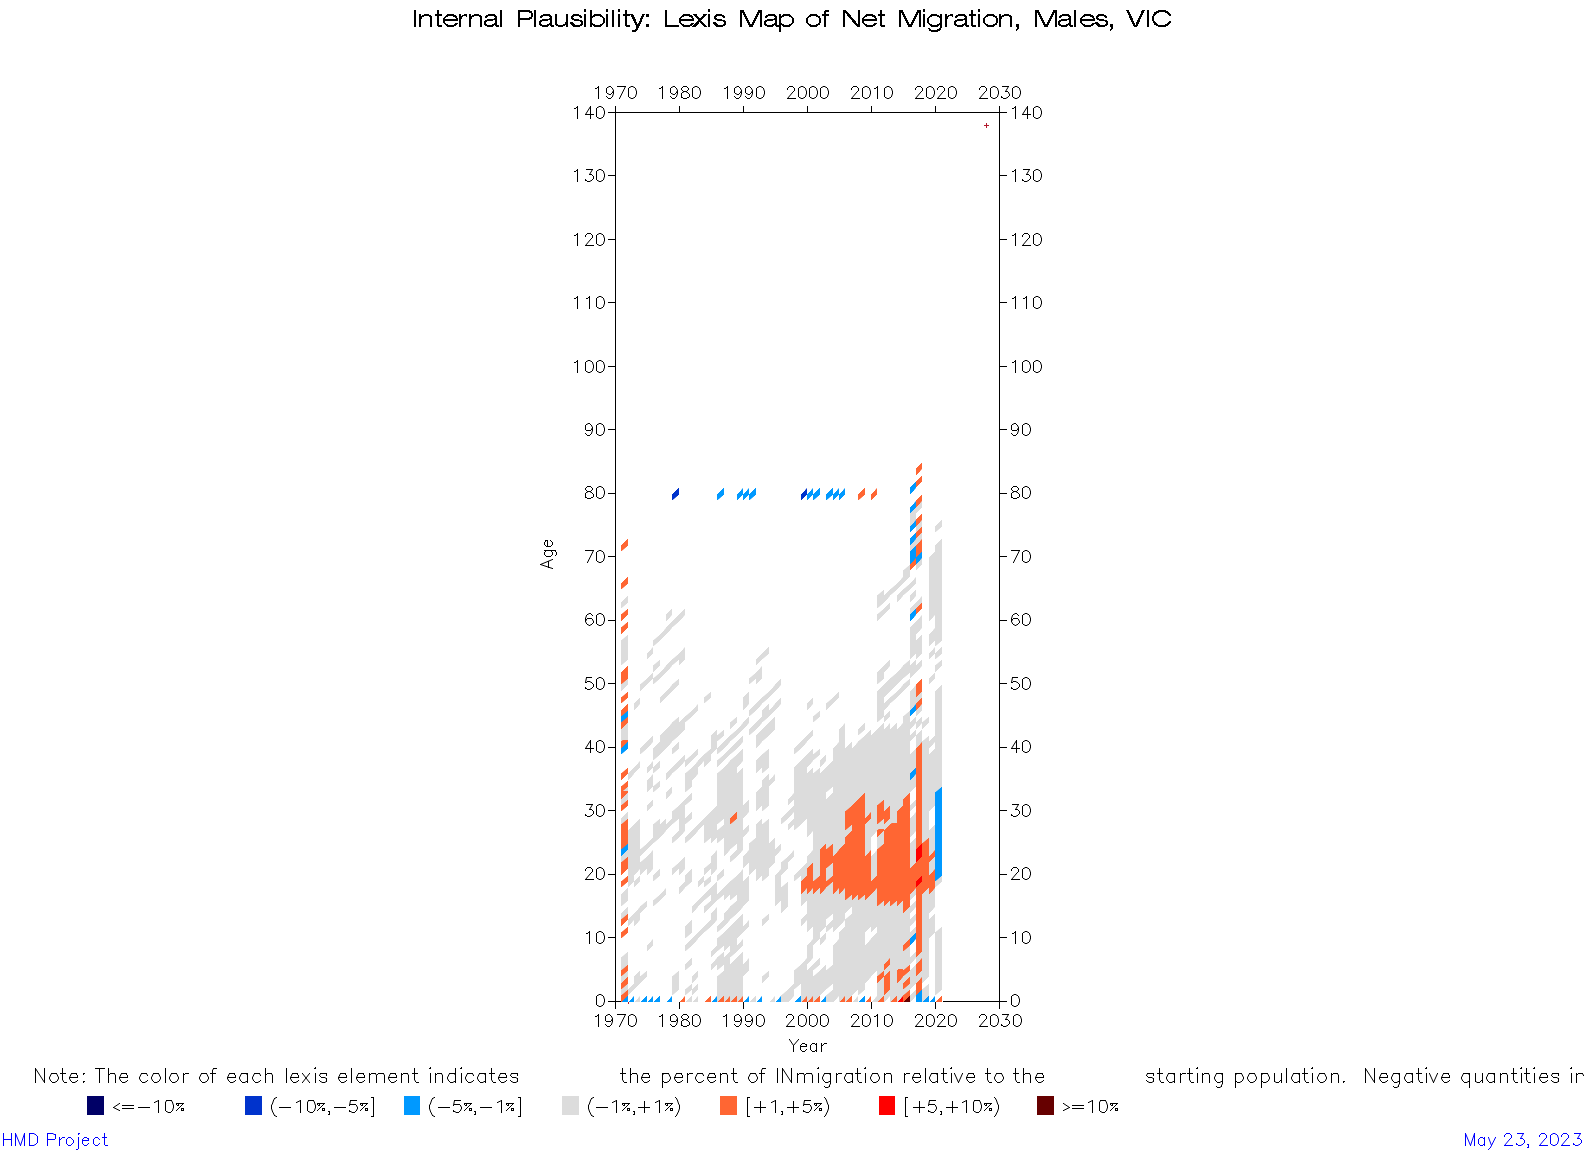 Internal Plausibility: Lexis Map of Net Migration, Males, VIC
1970 1980 1990 2000 2010 2020 2030
140 140
130 130
120 120
110 110
100 100
90 90
80 80
70 70
60 60
50 50
40 40
30 30
20 20
10 10
0 0
Age
1970 1980 1990 2000 2010 2020 2030
Year
Note: The color of each lexis element indicates the percent of INmigration relative to the starting population. Negative quantities in
<=-10% (-10%,-5%] (-5%,-1%] (-1%,+1%) [+1,+5%) [+5,+10%) >=10%
HMD Project May 23, 2023